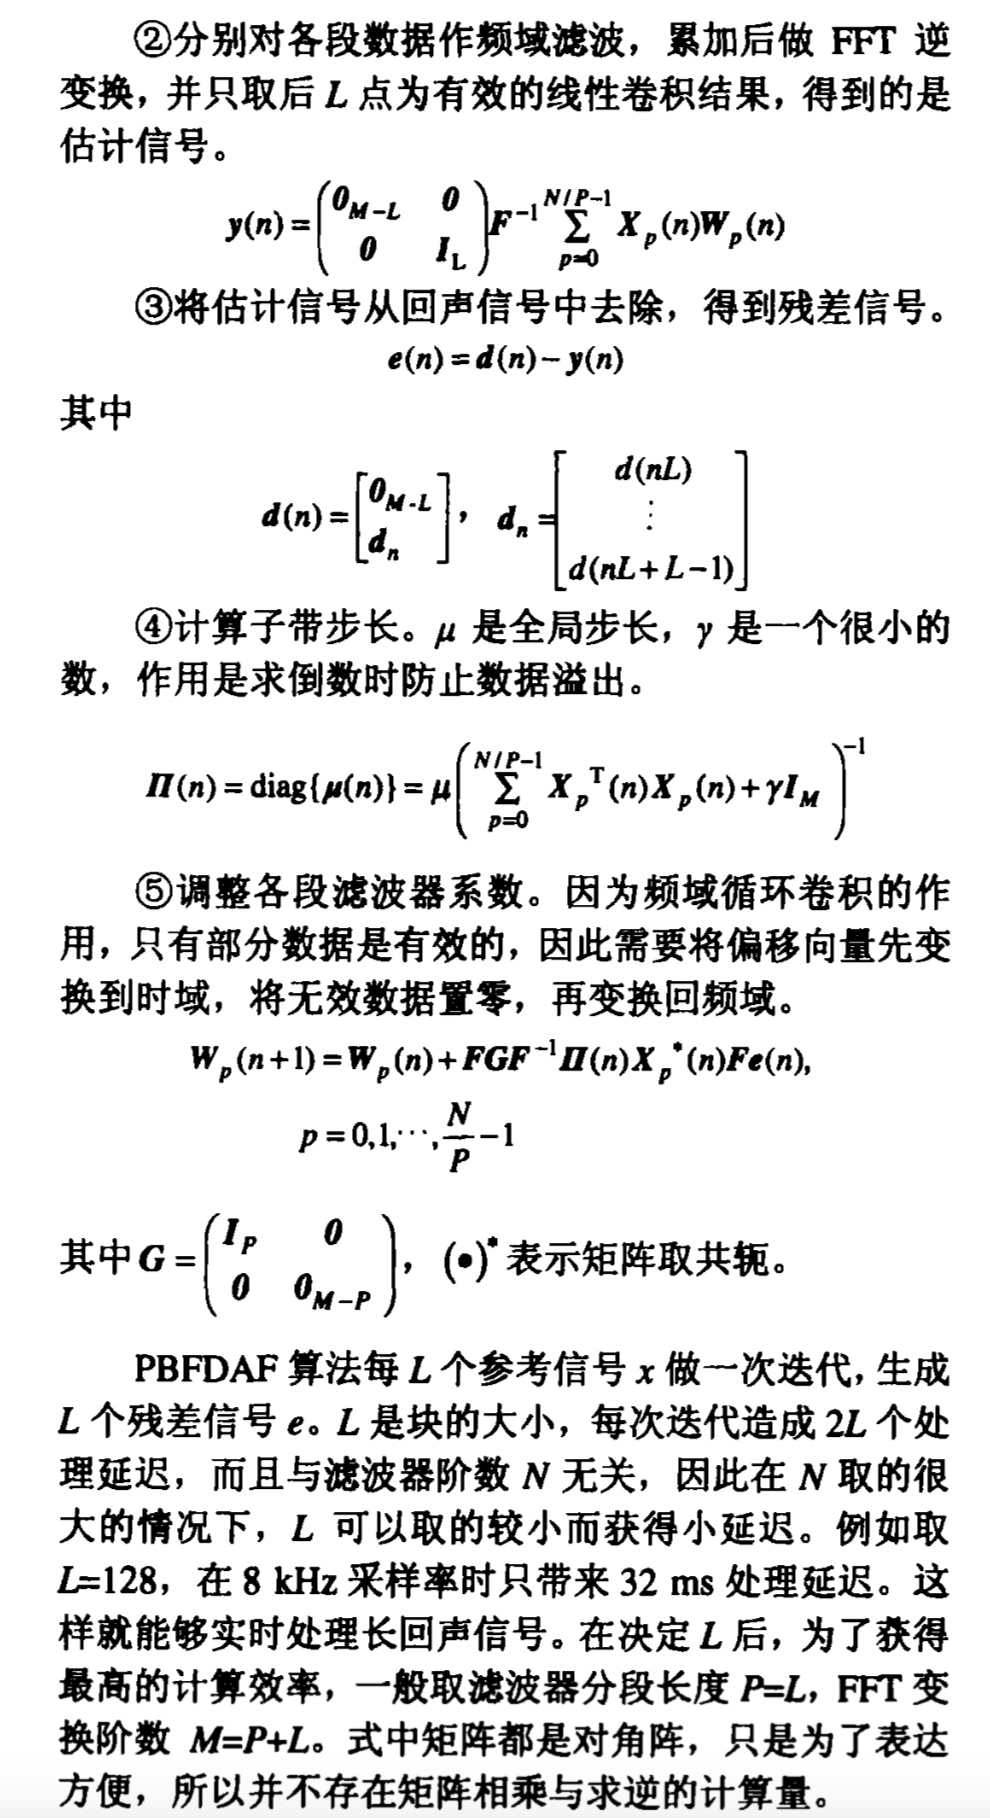 ②分别对各段数据作频域滤波，累加后做 FFT 逆
变换，并只取后 L 点为有效的线性卷积结果，得到的是
估计信号。
y(n) = \begin{pmatrix} 0_{M-L} & 0 \\ 0 & I_L \end{pmatrix} F^{-1} \sum_{p=0}^{N/P-1} X_p(n)W_p(n)
③将估计信号从回声信号中去除，得到残差信号。
e(n) = d(n) - y(n)
其中
d(n) = \begin{bmatrix} 0_{M-L} \\ d_n \end{bmatrix}， d_n = \begin{bmatrix} d(nL) \\ \vdots \\ d(nL+L-1) \end{bmatrix}
④计算子带步长。μ 是全局步长，γ 是一个很小的
数，作用是求倒数时防止数据溢出。
\Pi(n) = diag{μ(n)} = μ \left( \sum_{p=0}^{N/P-1} X_p^T(n)X_p(n) + γI_M \right)^{-1}
⑤调整各段滤波器系数。因为频域循环卷积的作
用，只有部分数据是有效的，因此需要将偏移向量先变
换到时域，将无效数据置零，再变换回频域。
W_p(n+1) = W_p(n) + FGF^{-1}\Pi(n)X_p^*(n)Fe(n),
p = 0,1,\cdots,\frac{N}{P}-1
其中 G = \begin{pmatrix} I_P & 0 \\ 0 & 0_{M-P} \end{pmatrix}，(•)^* 表示矩阵取共轭。
PBFDAF 算法每 L 个参考信号 x 做一次迭代，生成
L 个残差信号 e。L 是块的大小，每次迭代造成 2L 个处
理延迟，而且与滤波器阶数 N 无关，因此在 N 取的很
大的情况下，L 可以取的较小而获得小延迟。例如取
L=128，在 8 kHz 采样率时只带来 32 ms 处理延迟。这
样就能够实时处理长回声信号。在决定 L 后，为了获得
最高的计算效率，一般取滤波器分段长度 P=L，FFT 变
换阶数 M=P+L。式中矩阵都是对角阵，只是为了表达
方便，所以并不存在矩阵相乘与求逆的计算量。